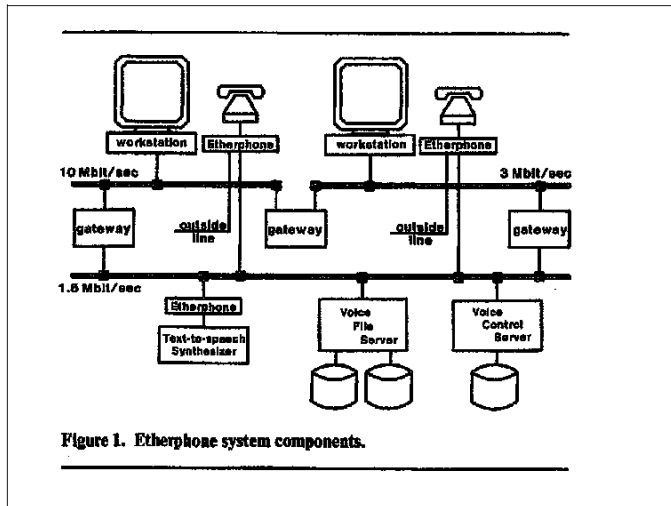 workstation
Etherphone
workstation
Etherphone
10 Mbit/sec
3 Mbit/sec
gateway
outside
line
gateway
outside
line
gateway
1.5 Mbit/sec
Etherphone
Text-to-speech
Synthesizer
Voice
File
Server
Voice
Control
Server
Figure 1. Etherphone system components.